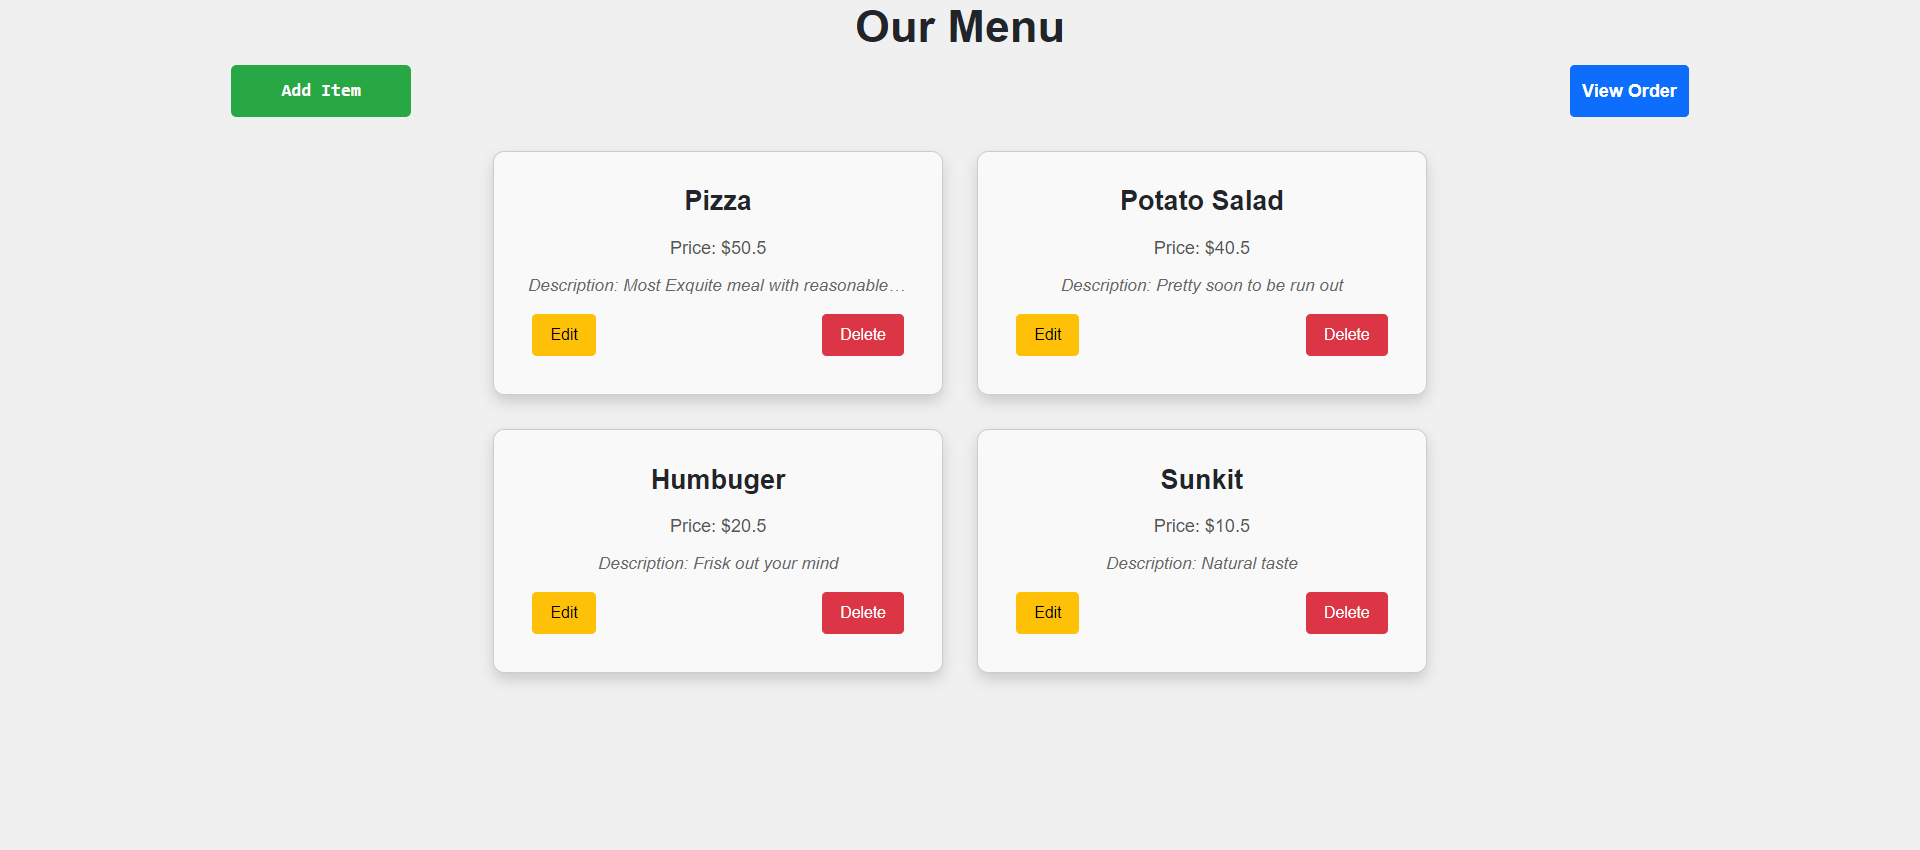 Our Menu
Add Item
View Order
Pizza
Price: $50.5
Description: Most Exquite meal with reasonable...
Edit
Delete
Potato Salad
Price: $40.5
Description: Pretty soon to be run out
Edit
Delete
Humbuger
Price: $20.5
Description: Frisk out your mind
Edit
Delete
Sunkit
Price: $10.5
Description: Natural taste
Edit
Delete